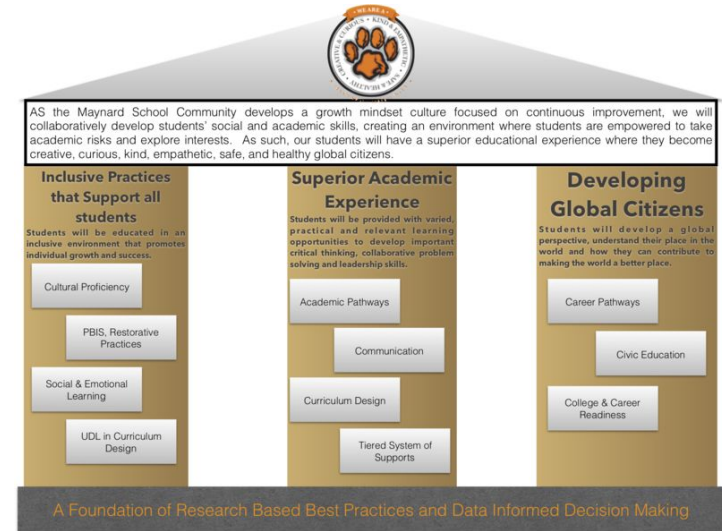 WE ARE A
CREATIVE & CURIOUS • KIND & EMPATHETIC • SAFE & HEALTHY
AS the Maynard School Community develops a growth mindset culture focused on continuous improvement, we will
collaboratively develop students' social and academic skills, creating an environment where students are empowered to take
academic risks and explore interests. As such, our students will have a superior educational experience where they become
creative, curious, kind, empathetic, safe, and healthy global citizens.
Inclusive Practices
that Support all
students
Students will be educated in an
inclusive environment that promotes
individual growth and success.
Cultural Proficiency
PBIS, Restorative
Practices
Social & Emotional
Learning
UDL in Curriculum
Design
Superior Academic
Experience
Students will be provided with varied,
practical and relevant learning
opportunities to develop important
critical thinking, collaborative problem
solving and leadership skills.
Academic Pathways
Communication
Curriculum Design
Tiered System of
Supports
Developing
Global Citizens
Students will develop a global
perspective, understand their place in the
world and how they can contribute to
making the world a better place.
Career Pathways
Civic Education
College & Career
Readiness
A Foundation of Research Based Best Practices and Data Informed Decision Making